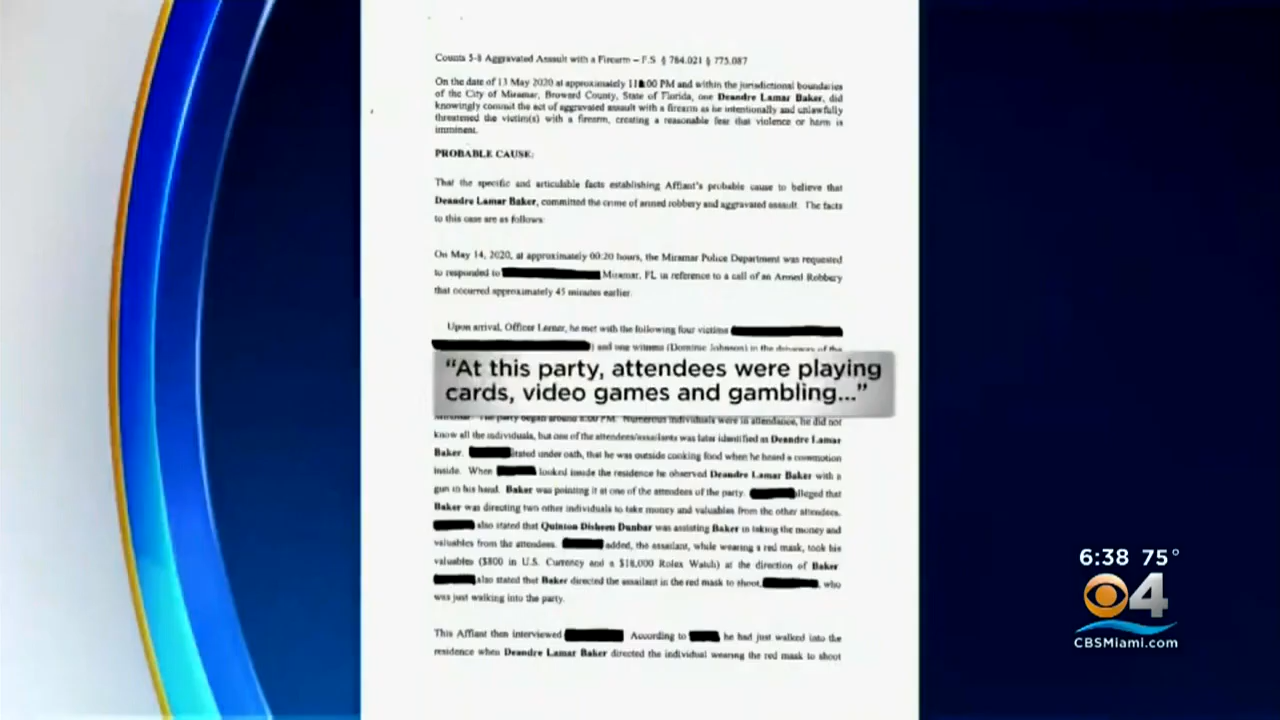 Counts 5-8 Aggravated Assault with a Firearm – F.S § 784.021 § 775.087
On the date of 13 May 2020 at approximately 00 PM and within the jurisdictional boundaries
of the City of Miramar, Broward County, State of Florida, one Deandre Lamar Baker, did
knowingly commit the act of aggravated assault with a firearm as he intentionally and unlawfully
threatened the victim(s) with a firearm, creating a reasonable fear that violence or harm is
imminent.
PROBABLE CAUSE:
That the specific and articulable facts establishing Affiant's probable cause to believe that
Deandre Lamar Baker, committed the crime of armed robbery and aggravated assault. The facts
to this case are as follows:
On May 14, 2020, at approximately 00:20 hours, the Miramar Police Department was requested
to responded to Miramar, FL in reference to a call of an Armed Robbery
that occurred approximately 45 minutes earlier.
Upon arrival, Officer Lerner, he met with the following four victims
) and one witness (Dominic Johnson) in the driveway of the
“At this party, attendees were playing
cards, video games and gambling...”
Miramar. The party began around 8:00 PM. Numerous individuals were in attendance, he did not
know all the individuals, but one of the attendees/assailants was later identified as Deandre Lamar
Baker. stated under oath, that he was outside cooking food when he heard a commotion
inside. When looked inside the residence he observed Deandre Lamar Baker with a
gun in his hand. Baker was pointing it at one of the attendees of the party. alleged that
Baker was directing two other individuals to take money and valuables from the other attendees.
also stated that Quinton Disheen Dunbar was assisting Baker in taking the money and
valuables from the attendees. added, the assailant, while wearing a red mask, took his
valuables ($800 in U.S. Currency and a $18,000 Rolex Watch) at the direction of Baker
also stated that Baker directed the assailant in the red mask to shoot, , who
was just walking into the party.
This Affiant then interviewed According to he had just walked into the
residence when Deandre Lamar Baker directed the individual wearing the red mask to shoot
6:38 75°
4
CBSMiami.com